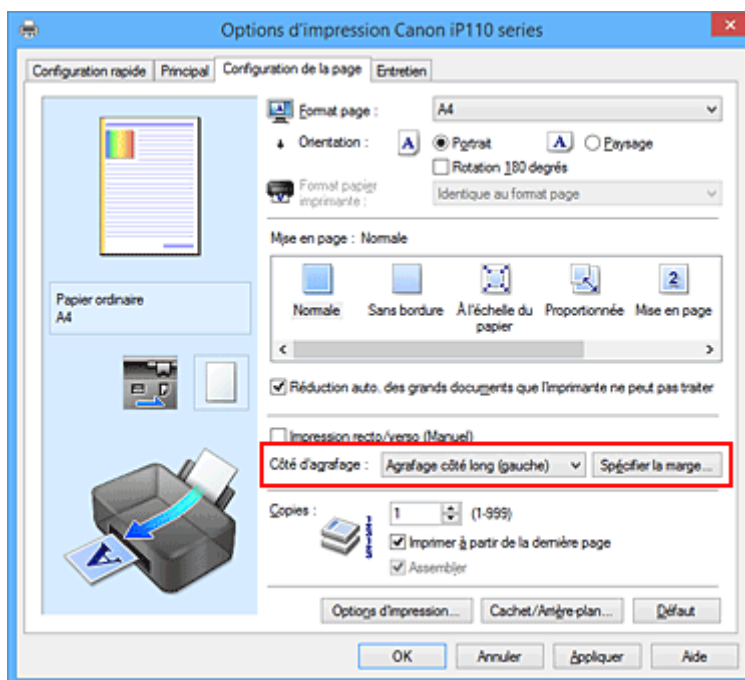 Options d'impression Canon iP110 series
Configuration rapide Principal Configuration de la page Entretien
Format page : A4
Orientation : A Portrait A Paysage
Rotation 180 degrés
Format papier imprimante : Identique au format page
Mise en page : Normale
Normale Sans bordure À l'échelle du papier Proportionnée Mise en page
Papier ordinaire
A4
Réduction auto. des grands documents que l'imprimante ne peut pas traiter
Impression recto/verso (Manuel)
Côté d'agrafage : Agrafage côté long (gauche) Spécifier la marge...
Copies : 1 (1-999)
Imprimer à partir de la dernière page
Assembler
Options d'impression... Cachet/Arrière-plan... Défaut
OK Annuler Appliquer Aide